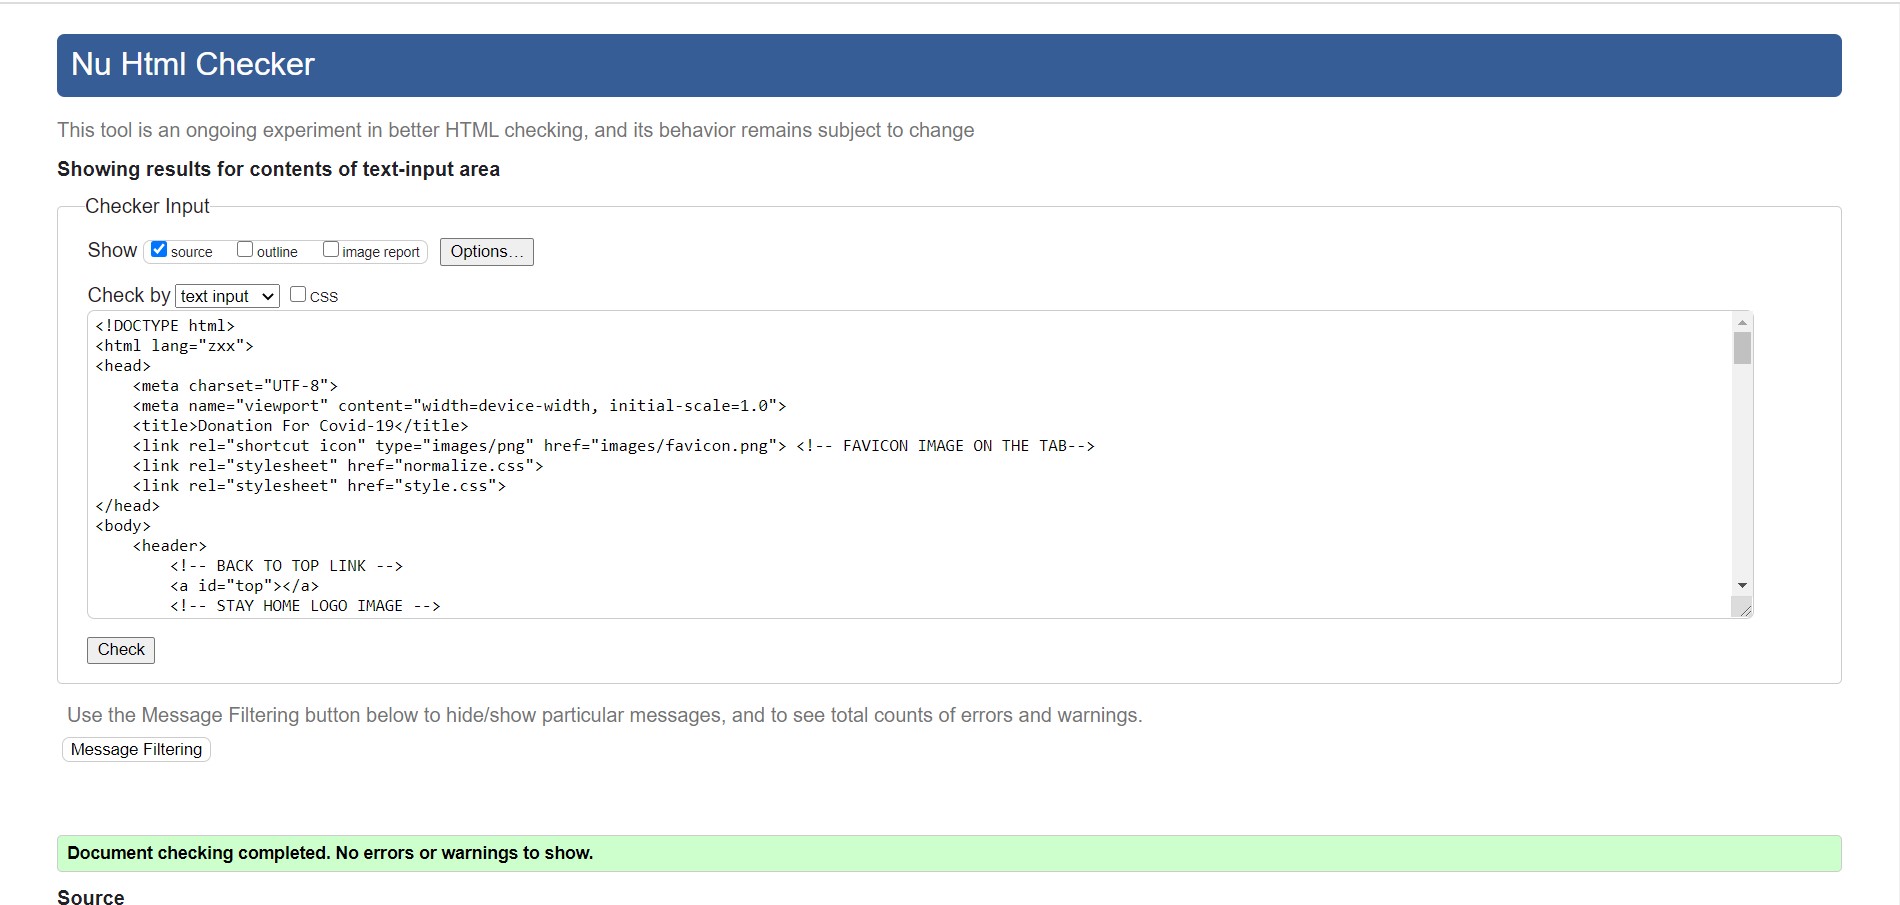 Nu Html Checker
This tool is an ongoing experiment in better HTML checking, and its behavior remains subject to change
Showing results for contents of text-input area
Checker Input
Show source outline image report Options...
Check by text input CSS
<!DOCTYPE html>
<html lang="zxx">
<head>
    <meta charset="UTF-8">
    <meta name="viewport" content="width=device-width, initial-scale=1.0">
    <title>Donation For Covid-19</title>
    <link rel="shortcut icon" type="images/png" href="images/favicon.png"> <!-- FAVICON IMAGE ON THE TAB-->
    <link rel="stylesheet" href="normalize.css">
    <link rel="stylesheet" href="style.css">
</head>
<body>
    <header>
        <!-- BACK TO TOP LINK -->
        <a id="top"></a>
        <!-- STAY HOME LOGO IMAGE -->
Check
Use the Message Filtering button below to hide/show particular messages, and to see total counts of errors and warnings.
Message Filtering
Document checking completed. No errors or warnings to show.
Source